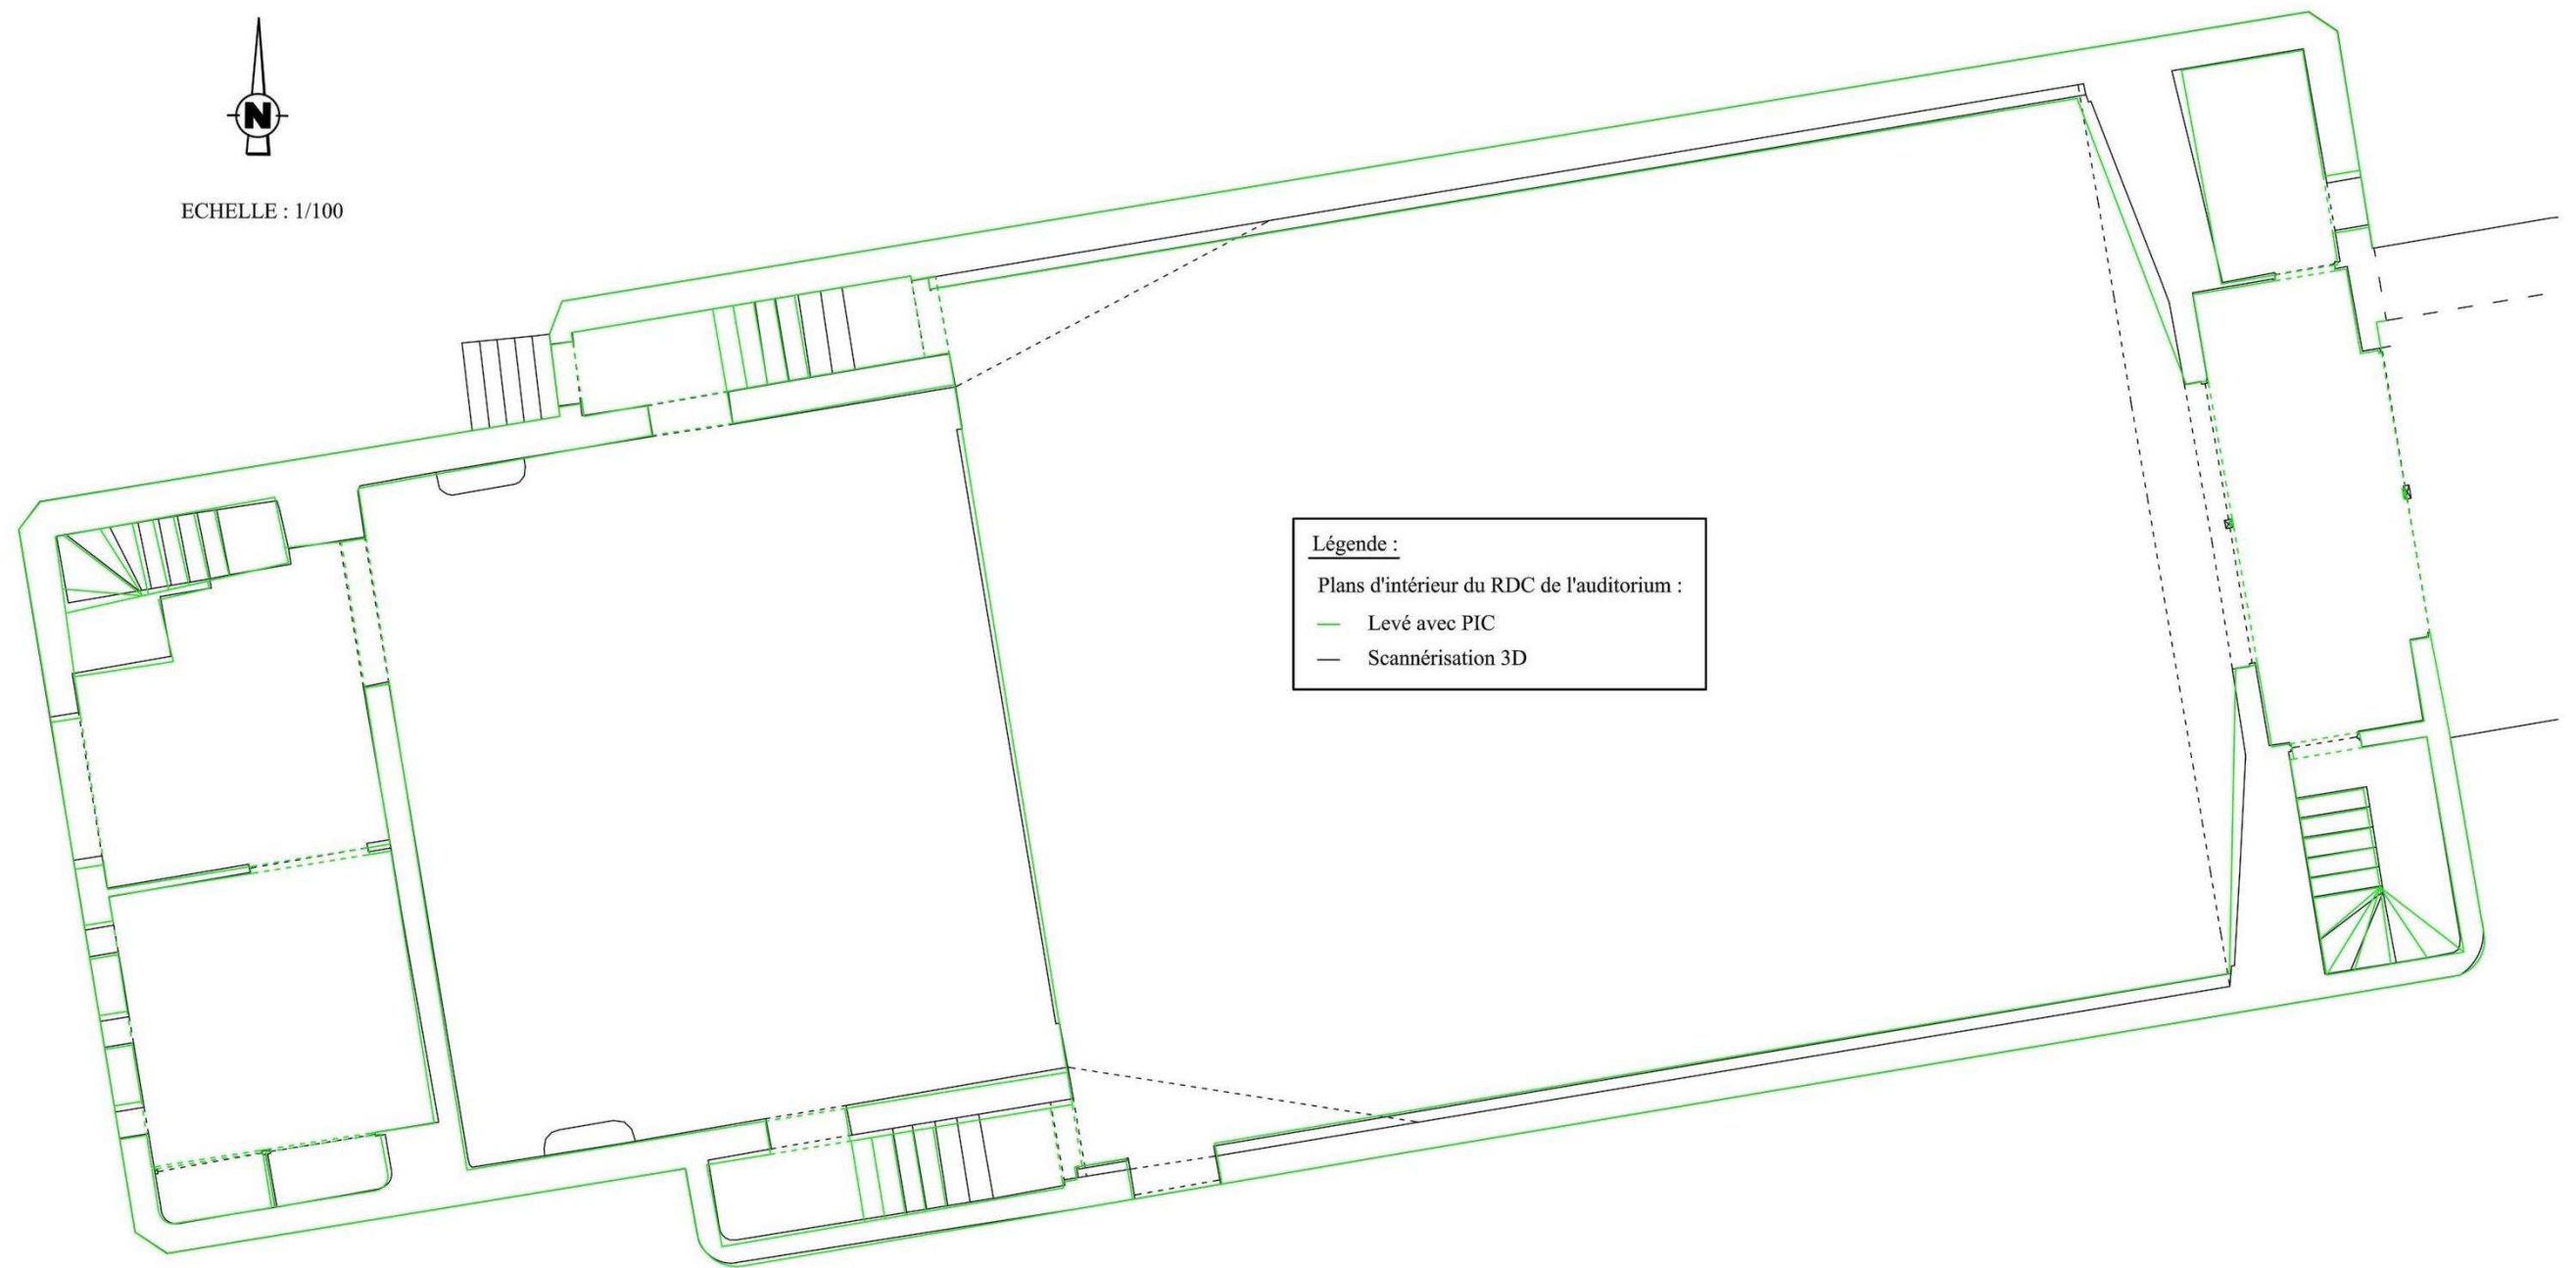 N
ECHELLE : 1/100
Légende :
Plans d'intérieur du RDC de l'auditorium :
Levé avec PIC
Scannérisation 3D